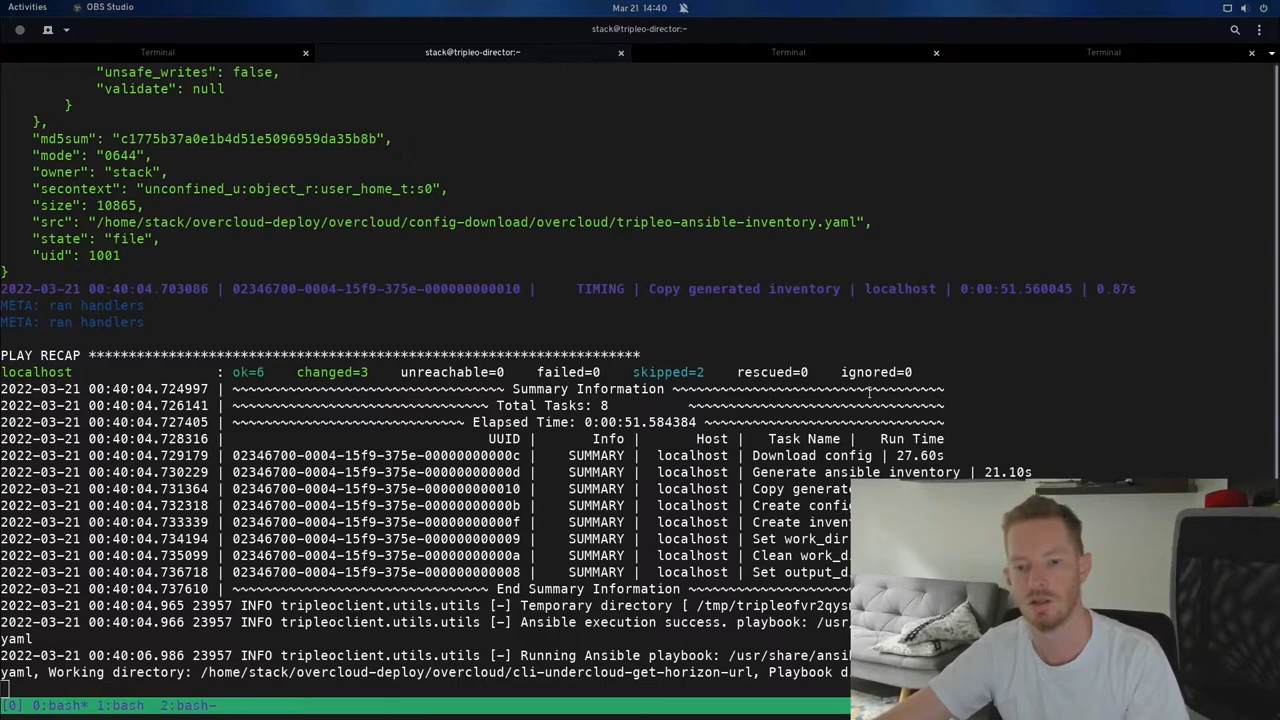 Activities OBS Studio Mar 21 14:40
stack@tripleo-director:~
Terminal × stack@tripleo-director:~ × Terminal × Terminal ×
"unsafe_writes": false,
"validate": null
}
},
"md5sum": "c1775b37a0e1b4d51e5096959da35b8b",
"mode": "0644",
"owner": "stack",
"secontext": "unconfined_u:object_r:user_home_t:s0",
"size": 10865,
"src": "/home/stack/overcloud-deploy/overcloud/config-download/overcloud/tripleo-ansible-inventory.yaml",
"state": "file",
"uid": 1001
}
2022-03-21 00:40:04.703086 | 02346700-0004-15f9-375e-000000000010 | TIMING | Copy generated inventory | localhost | 0:00:51.560045 | 0.87s
META: ran handlers
META: ran handlers
PLAY RECAP *********************************************************************
localhost : ok=6 changed=3 unreachable=0 failed=0 skipped=2 rescued=0 ignored=0
2022-03-21 00:40:04.724997 | ~~~~~~~~~~~~~~~~~~~~~~~~~~~~~~~~~~ Summary Information ~~~~~~~~~~~~~~~~~~~~~~~~~~~~~~~~~~
2022-03-21 00:40:04.726141 | ~~~~~~~~~~~~~~~~~~~~~~~~~~~~~~~~ Total Tasks: 8 ~~~~~~~~~~~~~~~~~~~~~~~~~~~~~~~~
2022-03-21 00:40:04.727405 | ~~~~~~~~~~~~~~~~~~~~~~~~~~~~~ Elapsed Time: 0:00:51.584384 ~~~~~~~~~~~~~~~~~~~~~~~~~~~~~~~
2022-03-21 00:40:04.728316 | UUID | Info | Host | Task Name | Run Time
2022-03-21 00:40:04.729179 | 02346700-0004-15f9-375e-00000000000c | SUMMARY | localhost | Download config | 27.60s
2022-03-21 00:40:04.730229 | 02346700-0004-15f9-375e-00000000000d | SUMMARY | localhost | Generate ansible inventory | 21.10s
2022-03-21 00:40:04.731364 | 02346700-0004-15f9-375e-000000000010 | SUMMARY | localhost | Copy genera
2022-03-21 00:40:04.732318 | 02346700-0004-15f9-375e-00000000000b | SUMMARY | localhost | Create conf
2022-03-21 00:40:04.733339 | 02346700-0004-15f9-375e-00000000000f | SUMMARY | localhost | Create inven
2022-03-21 00:40:04.734194 | 02346700-0004-15f9-375e-000000000009 | SUMMARY | localhost | Set work_dir
2022-03-21 00:40:04.735099 | 02346700-0004-15f9-375e-00000000000a | SUMMARY | localhost | Clean work_d
2022-03-21 00:40:04.736718 | 02346700-0004-15f9-375e-000000000008 | SUMMARY | localhost | Set output_d
2022-03-21 00:40:04.737610 | ~~~~~~~~~~~~~~~~~~~~~~~~~~~~~~~~ End Summary Information ~~~~~~~~~~~~~~~~~~~~~~~
2022-03-21 00:40:04.965 23957 INFO tripleoclient.utils.utils [-] Temporary directory [ /tmp/tripleofvr2qys
2022-03-21 00:40:04.966 23957 INFO tripleoclient.utils.utils [-] Ansible execution success. playbook: /usr/
yaml
2022-03-21 00:40:06.986 23957 INFO tripleoclient.utils.utils [-] Running Ansible playbook: /usr/share/ansi
yaml, Working directory: /home/stack/overcloud-deploy/overcloud/cli-undercloud-get-horizon-url, Playbook d
[0] 0:bash* 1:bash 2:bash-